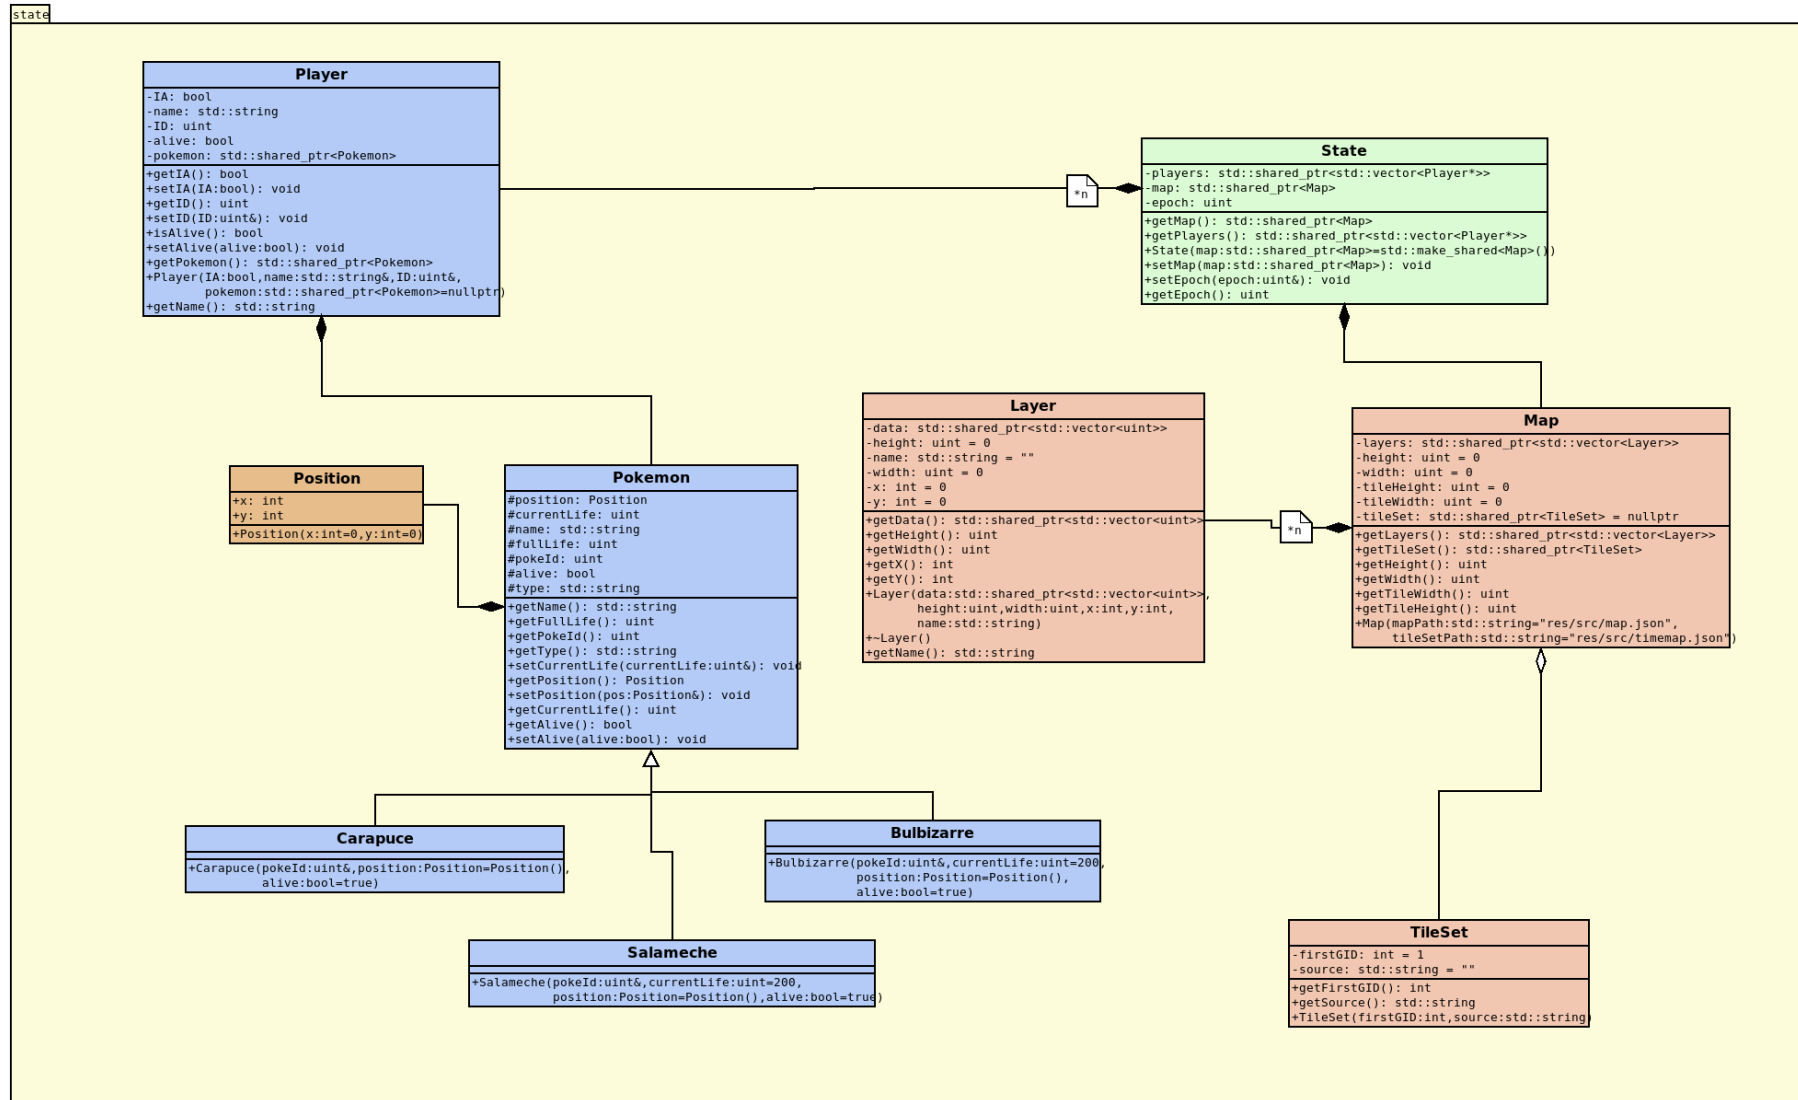 state
Player
-IA: bool
-name: std::string
-ID: uint
-alive: bool
-pokemon: std::shared_ptr<Pokemon>
+getIA(): bool
+setIA(IA:bool): void
+getID(): uint
+setID(ID:uint&): void
+isAlive(): bool
+setAlive(alive:bool): void
+getPokemon(): std::shared_ptr<Pokemon>
+Player(IA:bool,name:std::string&,ID:uint&,
pokemon:std::shared_ptr<Pokemon>=nullptr)
+getName(): std::string
*n
State
-players: std::shared_ptr<std::vector<Player*>>
-map: std::shared_ptr<Map>
-epoch: uint
+getMap(): std::shared_ptr<Map>
+getPlayers(): std::shared_ptr<std::vector<Player*>>
+State(map:std::shared_ptr<Map>=std::make_shared<Map>())
+setMap(map:std::shared_ptr<Map>): void
+setEpoch(epoch:uint&): void
+getEpoch(): uint
Position
+x: int
+y: int
+Position(x:int=0,y:int=0)
Pokemon
#position: Position
#currentLife: uint
#name: std::string
#fullLife: uint
#pokeId: uint
#alive: bool
#type: std::string
+getName(): std::string
+getFullLife(): uint
+getPokeId(): uint
+getType(): std::string
+setCurrentLife(currentLife:uint&): void
+getPosition(): Position
+setPosition(pos:Position&): void
+getCurrentLife(): uint
+getAlive(): bool
+setAlive(alive:bool): void
Layer
-data: std::shared_ptr<std::vector<uint>>
-height: uint = 0
-name: std::string = ""
-width: uint = 0
-x: int = 0
-y: int = 0
+getData(): std::shared_ptr<std::vector<uint>>
+getHeight(): uint
+getWidth(): uint
+getX(): int
+getY(): int
+Layer(data:std::shared_ptr<std::vector<uint>>,
height:uint,width:uint,x:int,y:int,
name:std::string)
+~Layer()
+getName(): std::string
*n
Map
-layers: std::shared_ptr<std::vector<Layer>>
-height: uint = 0
-width: uint = 0
-tileHeight: uint = 0
-tileWidth: uint = 0
-tileSet: std::shared_ptr<TileSet> = nullptr
+getLayers(): std::shared_ptr<std::vector<Layer>>
+getTileSet(): std::shared_ptr<TileSet>
+getHeight(): uint
+getWidth(): uint
+getTileWidth(): uint
+getTileHeight(): uint
+Map(mapPath:std::string="res/src/map.json",
tileSetPath:std::string="res/src/timemap.json")
Carapuce
+Carapuce(pokeId:uint&,position:Position=Position(),
alive:bool=true)
Bulbizarre
+Bulbizarre(pokeId:uint&,currentLife:uint=200,
position:Position=Position(),
alive:bool=true)
Salameche
+Salameche(pokeId:uint&,currentLife:uint=200,
position:Position=Position(),alive:bool=true)
TileSet
-firstGID: int = 1
-source: std::string = ""
+getFirstGID(): int
+getSource(): std::string
+TileSet(firstGID:int,source:std::string)